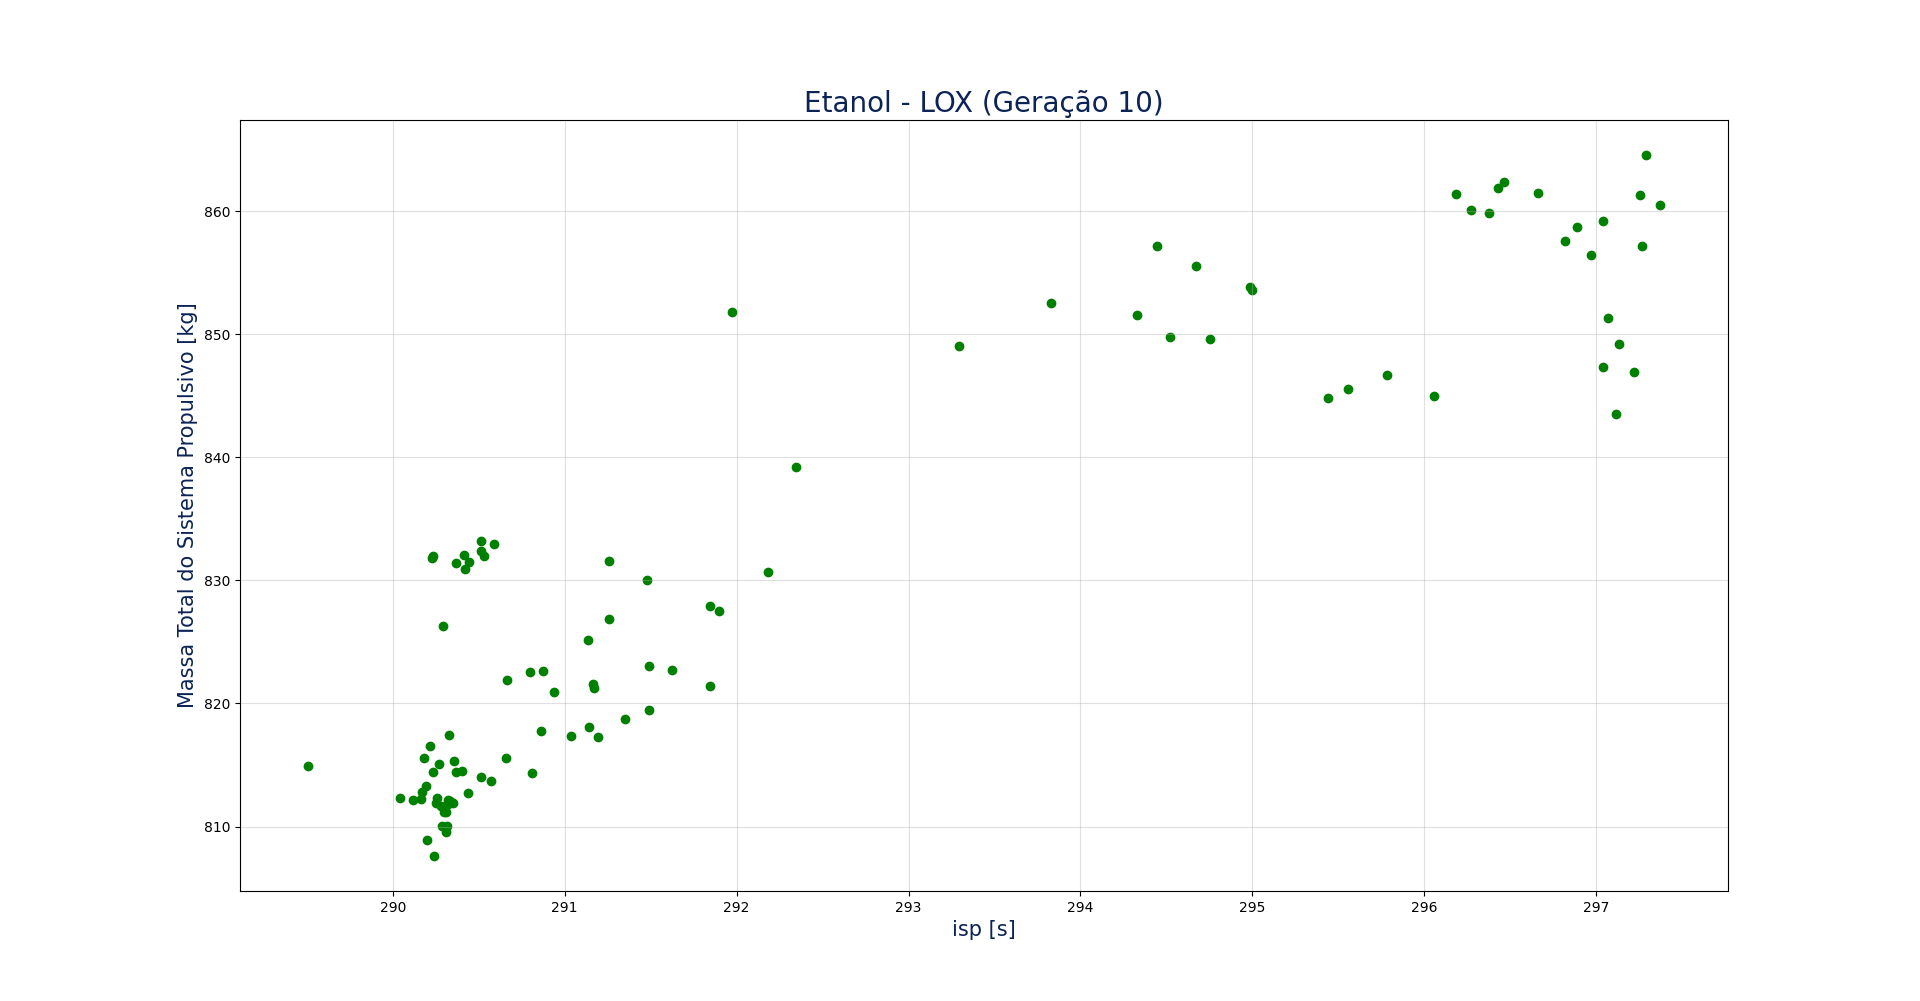 Etanol - LOX (Geração 10)
Massa Total do Sistema Propulsivo [kg]
860
850
840
830
820
810
290 291 292 293 294 295 296 297
isp [s]